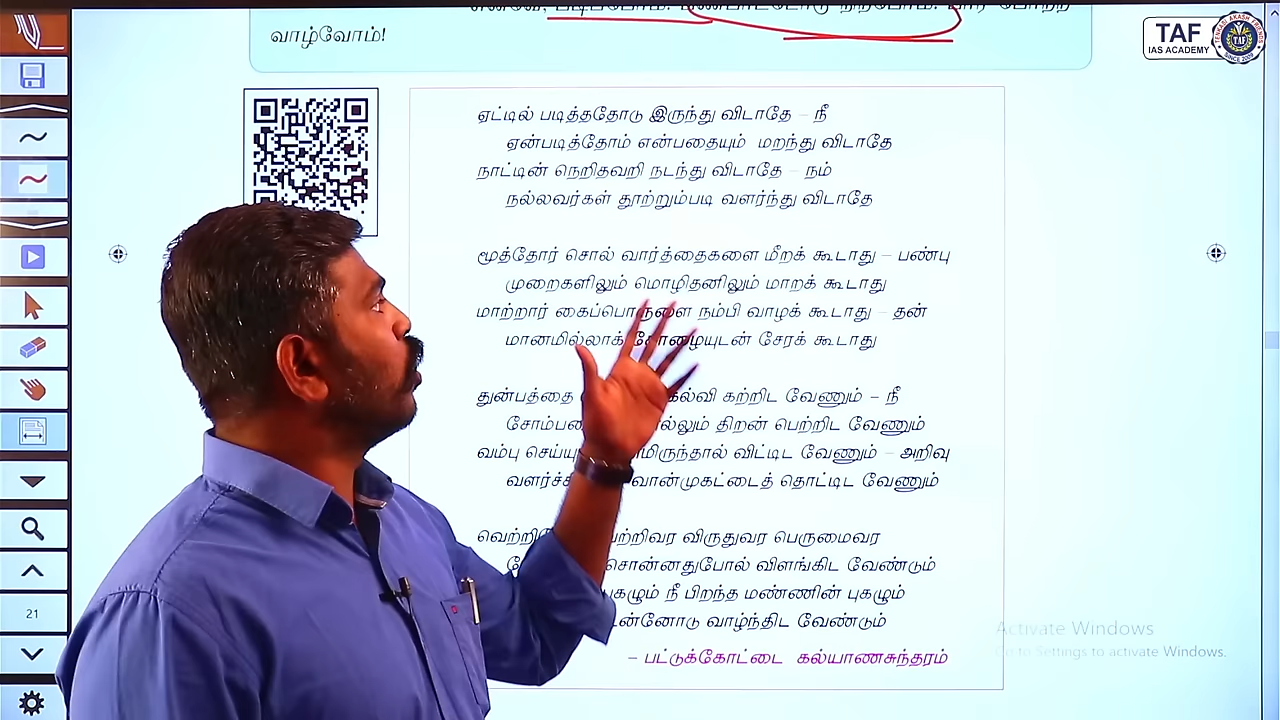 வாழ்வோம்!
TAF
IAS ACADEMY
TAF
SINCE 2009
ஏட்டில் படித்ததோடு இருந்து விடாதே – நீ
ஏன்படித்தோம் என்பதையும் மறந்து விடாதே
நாட்டின் நெறிதவறி நடந்து விடாதே – நம்
நல்லவர்கள் தூற்றும்படி வளர்ந்து விடாதே
மூத்தோர் சொல் வார்த்தைகளை மீறக் கூடாது – பண்பு
முறைகளிலும் மொழிதனிலும் மாறக் கூடாது
மாற்றார் கைப்பொருளை நம்பி வாழக் கூடாது – தன்
மானமில்லாக் கோழையுடன் சேரக் கூடாது
துன்பத்தை கல்வி கற்றிட வேணும் – நீ
திறன் பெற்றிட வேணும்
வம்பு விட்டிட வேணும் – அறிவு
வான்முகட்டைத் தொட்டிட வேணும்
விருதுவர பெருமைவர
சொன்னதுபோல் விளங்கிட வேண்டும்
புகழும் நீ பிறந்த மண்ணின் புகழும்
வாழ்ந்திட வேண்டும்
– பட்டுக்கோட்டை கல்யாணசுந்தரம்
21
Activate Windows
Go to Settings to activate Windows.